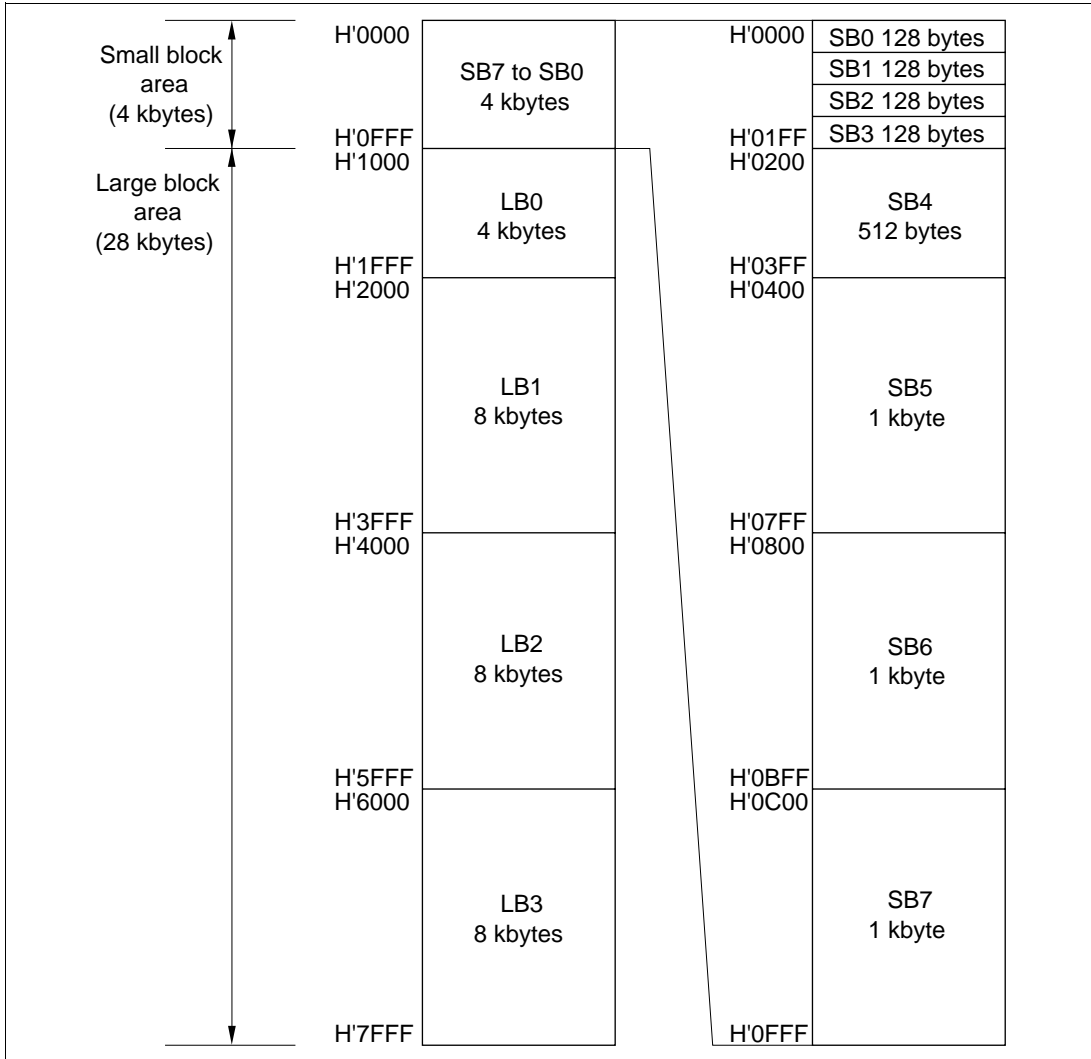 Small block
area
(4 kbytes)
Large block
area
(28 kbytes)
H'0000
SB7 to SB0
4 kbytes
H'0FFF
H'1000
LB0
4 kbytes
H'1FFF
H'2000
LB1
8 kbytes
H'3FFF
H'4000
LB2
8 kbytes
H'5FFF
H'6000
LB3
8 kbytes
H'7FFF
H'0000
SB0 128 bytes
SB1 128 bytes
SB2 128 bytes
SB3 128 bytes
H'01FF
H'0200
SB4
512 bytes
H'03FF
H'0400
SB5
1 kbyte
H'07FF
H'0800
SB6
1 kbyte
H'0BFF
H'0C00
SB7
1 kbyte
H'0FFF